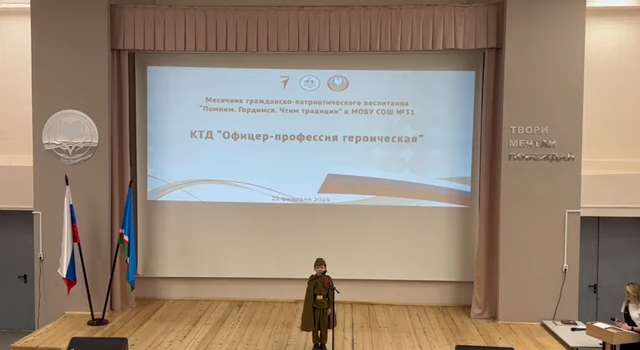 Месячник гражданско-патриотического воспитания
"Помним. Гордимся. Чтим традиции" в МОБУ СОШ №31
КТД "Офицер-профессия героическая"
22 февраля 2024
ТВОРИ
МЕЧТАЙ